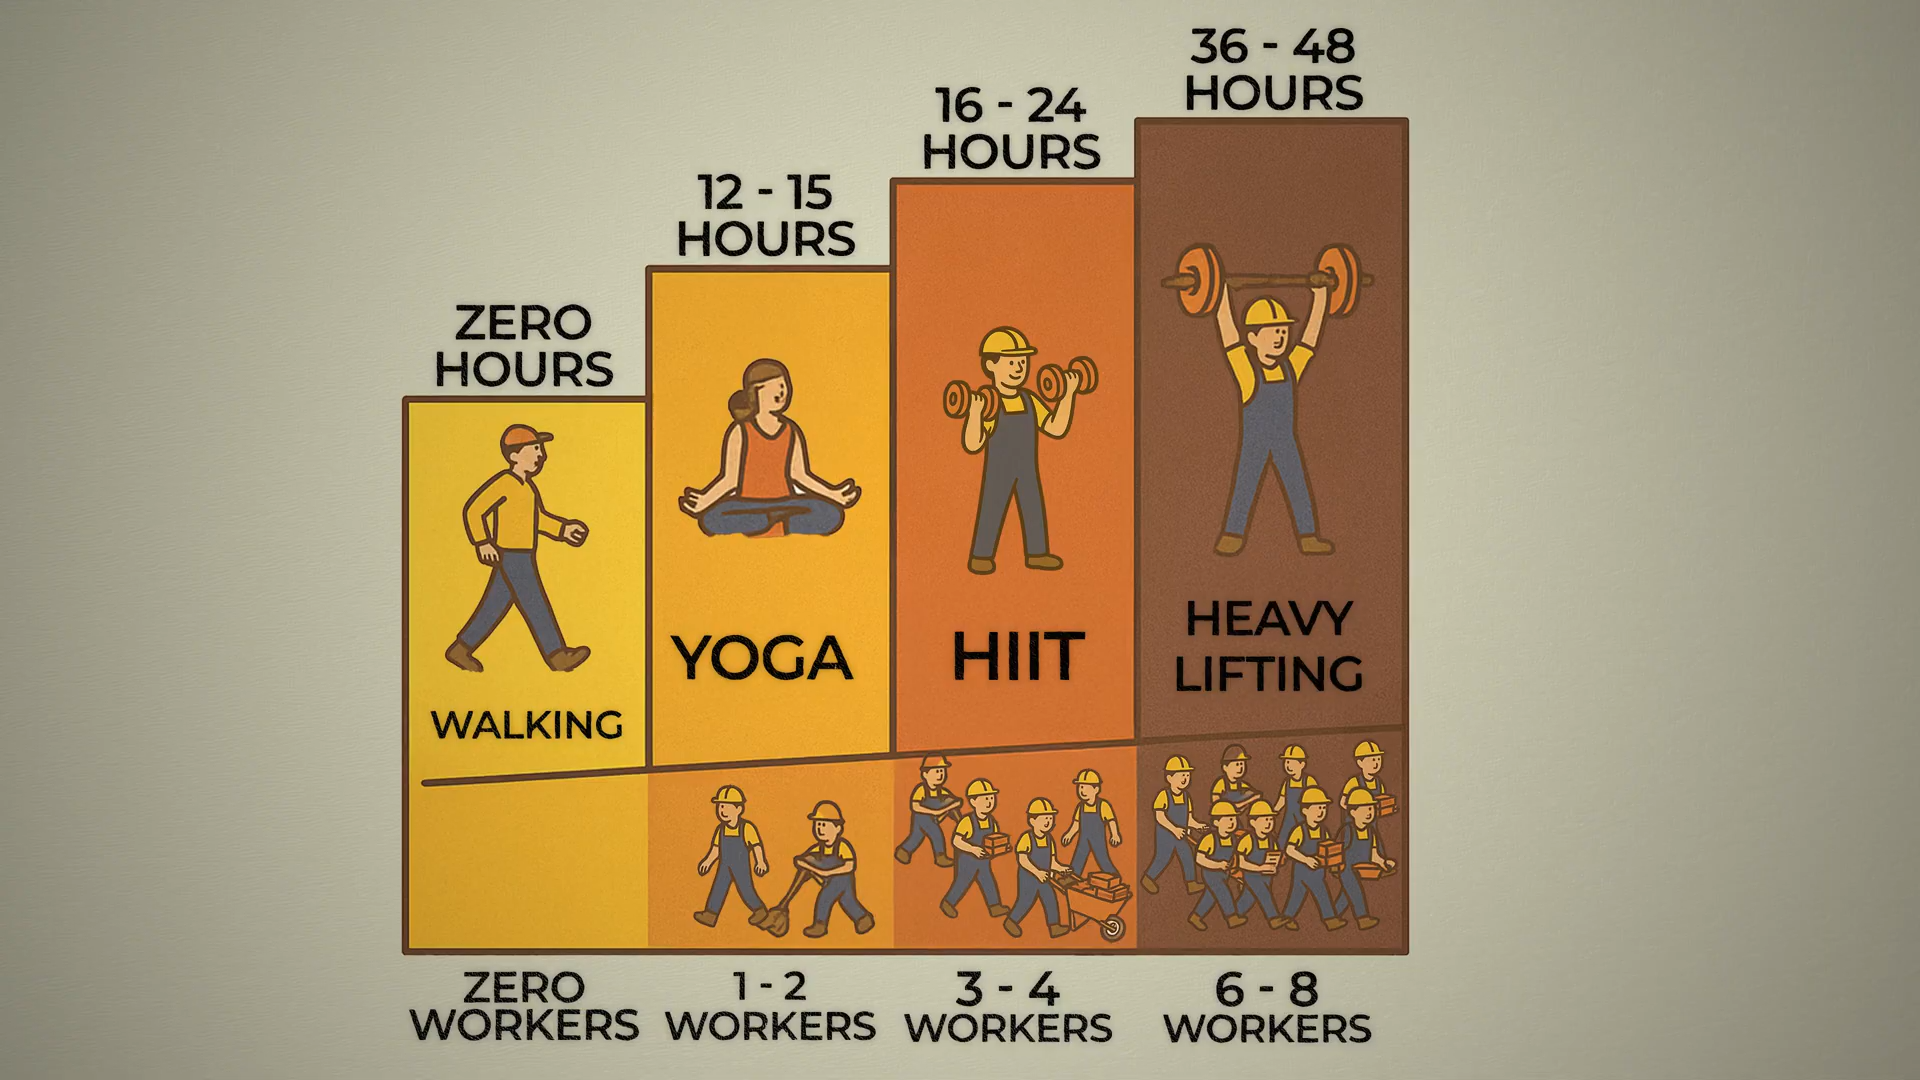 ZERO
HOURS
12 - 15
HOURS
16 - 24
HOURS
36 - 48
HOURS
WALKING
YOGA
HIIT
HEAVY
LIFTING
ZERO
WORKERS
1 - 2
WORKERS
3 - 4
WORKERS
6 - 8
WORKERS